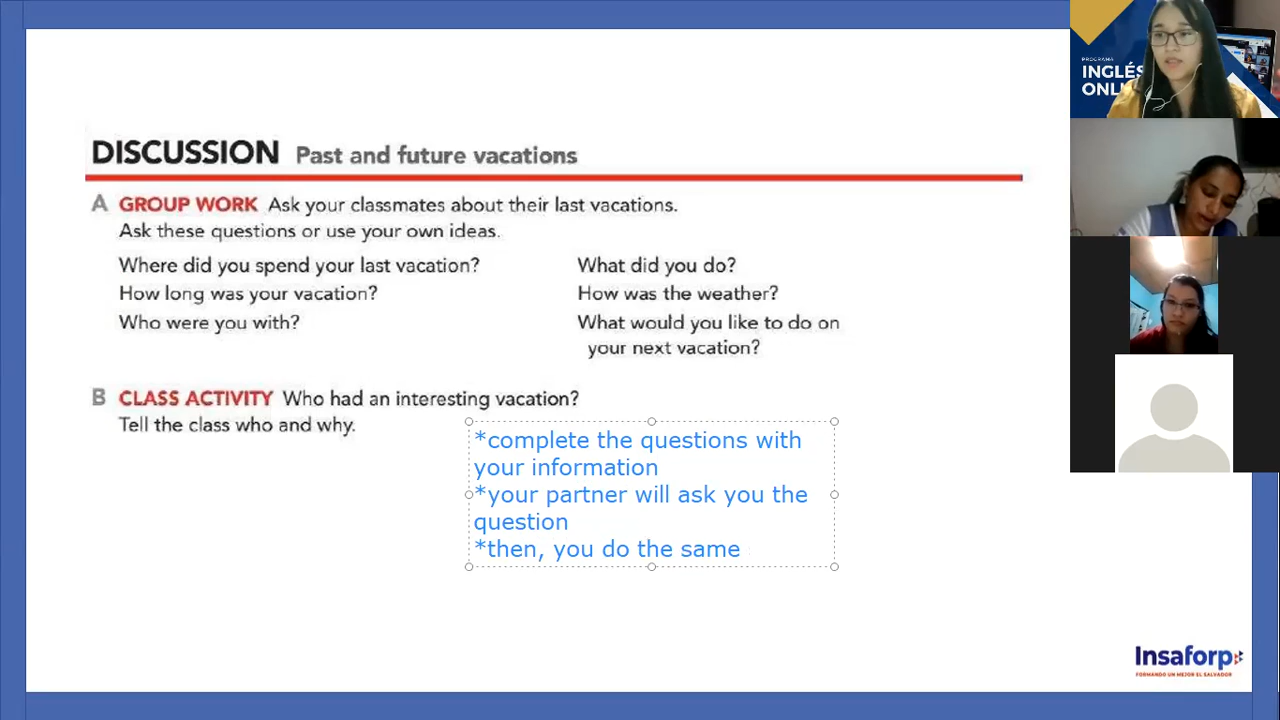 DISCUSSION Past and future vacations
A GROUP WORK Ask your classmates about their last vacations.
Ask these questions or use your own ideas.
Where did you spend your last vacation?
How long was your vacation?
Who were you with?
What did you do?
How was the weather?
What would you like to do on
your next vacation?
B CLASS ACTIVITY Who had an interesting vacation?
Tell the class who and why.
*complete the questions with
your information
*your partner will ask you the
question
*then, you do the same
PROGRAMA
INGLÉS
ONL
Insaforp
FORMANDO UN MEJOR EL SALVADOR